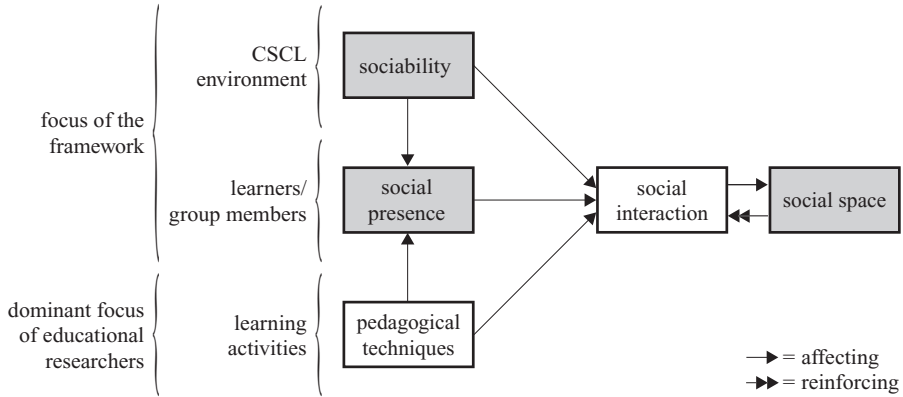 focus of the
framework
CSCL
environment
sociability
learners/
group members
social
presence
social
interaction
social space
dominant focus
of educational
researchers
learning
activities
pedagogical
techniques
= affecting
= reinforcing